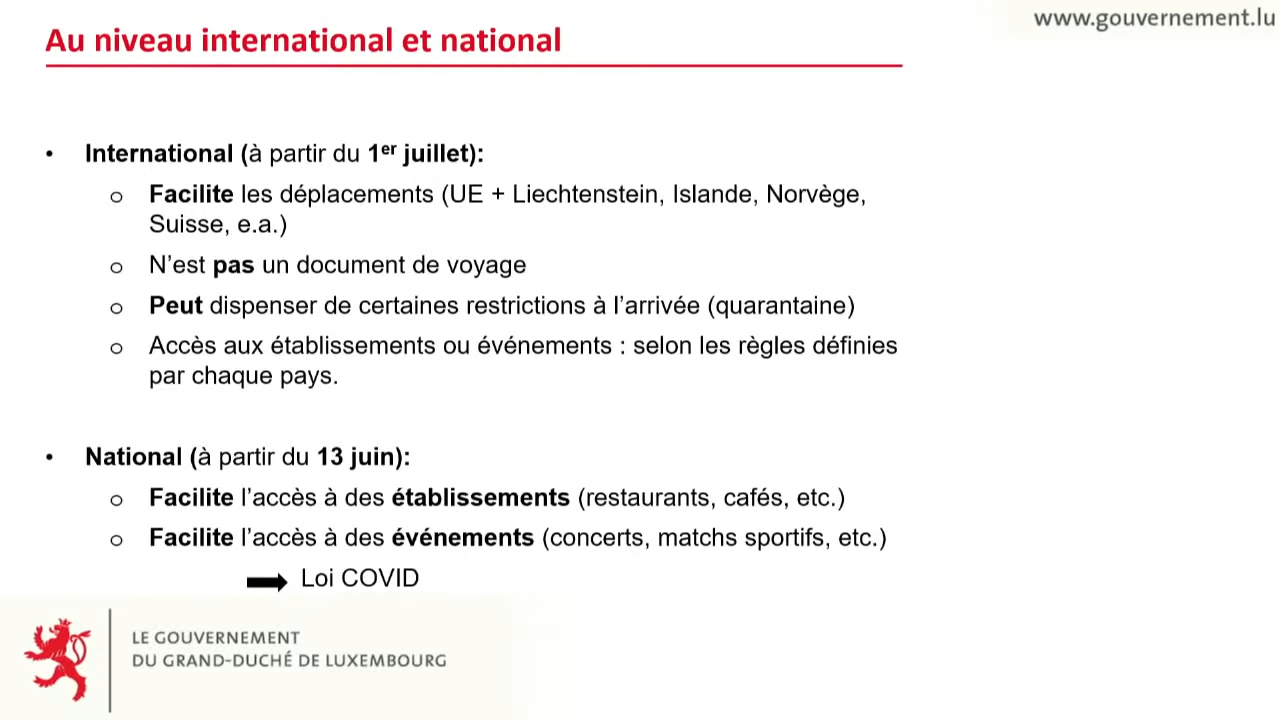 www.gouvernement.lu
Au niveau international et national
• International (à partir du 1er juillet):
o Facilite les déplacements (UE + Liechtenstein, Islande, Norvège,
Suisse, e.a.)
o N’est pas un document de voyage
o Peut dispenser de certaines restrictions à l’arrivée (quarantaine)
o Accès aux établissements ou événements : selon les règles définies
par chaque pays.
• National (à partir du 13 juin):
o Facilite l’accès à des établissements (restaurants, cafés, etc.)
o Facilite l’accès à des événements (concerts, matchs sportifs, etc.)
Loi COVID
LE GOUVERNEMENT
DU GRAND-DUCHÉ DE LUXEMBOURG